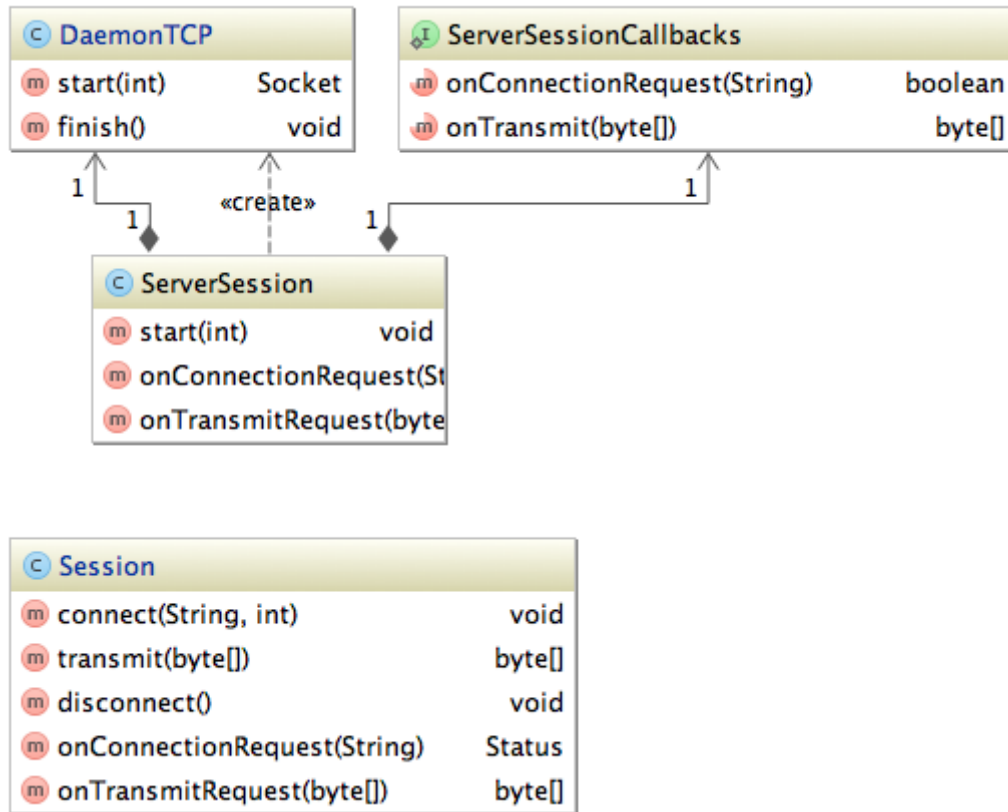 C DaemonTCP
m start(int) Socket
m finish() void
I ServerSessionCallbacks
m onConnectionRequest(String) boolean
m onTransmit(byte[]) byte[]
1
1
«create»
1
1
C ServerSession
m start(int) void
m onConnectionRequest(St
m onTransmitRequest(byte
C Session
m connect(String, int) void
m transmit(byte[]) byte[]
m disconnect() void
m onConnectionRequest(String) Status
m onTransmitRequest(byte[]) byte[]